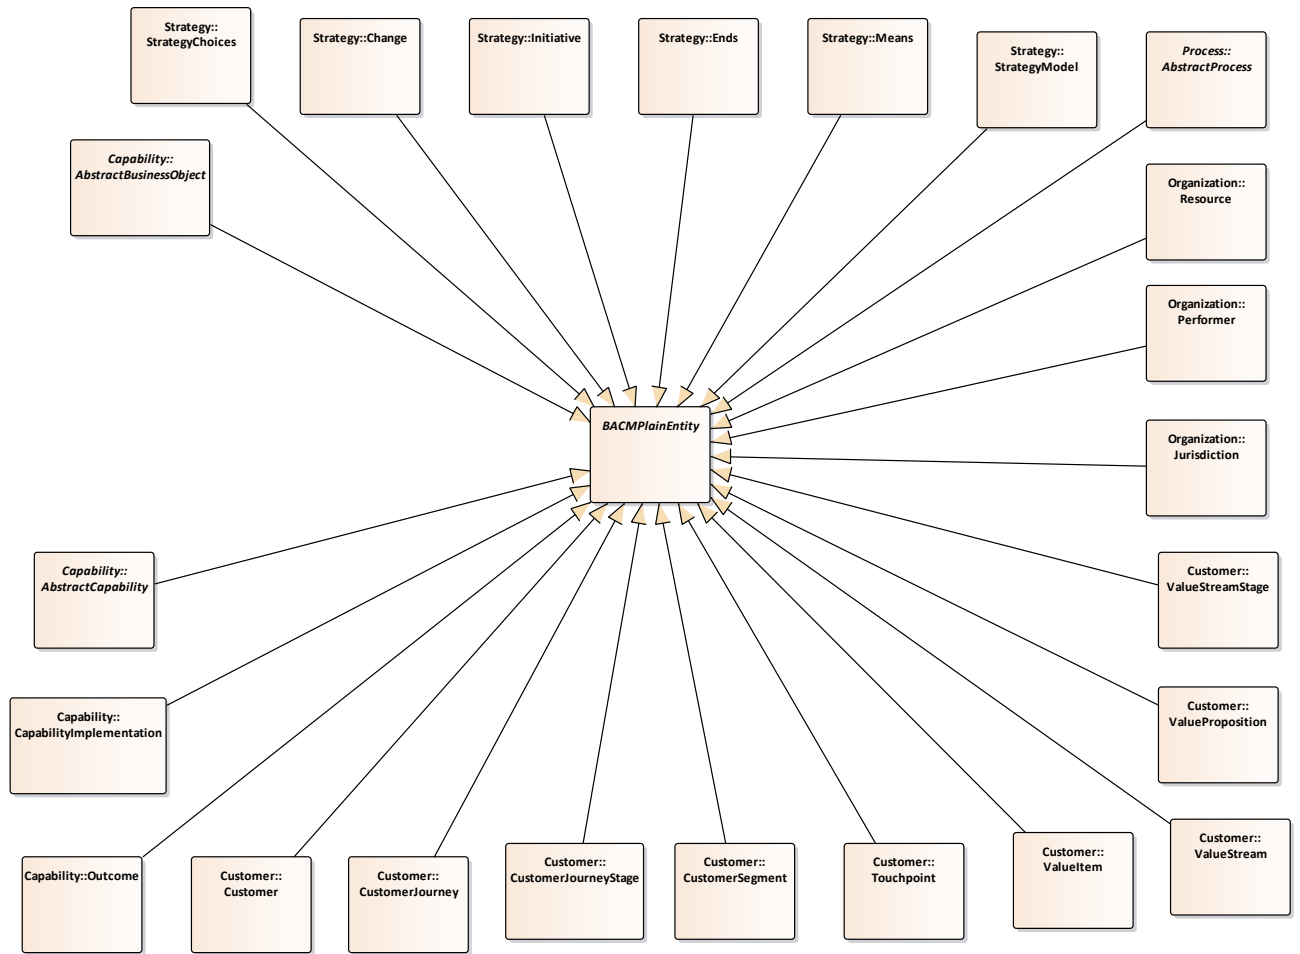 Strategy::
StrategyChoices
Strategy::Change
Strategy::Initiative
Strategy::Ends
Strategy::Means
Strategy::
StrategyModel
Process::
AbstractProcess
Capability::
AbstractBusinessObject
Organization::
Resource
Organization::
Performer
BACMPlainEntity
Organization::
Jurisdiction
Capability::
AbstractCapability
Customer::
ValueStreamStage
Capability::
CapabilityImplementation
Customer::
ValueProposition
Capability::Outcome
Customer::
Customer
Customer::
CustomerJourney
Customer::
CustomerJourneyStage
Customer::
CustomerSegment
Customer::
Touchpoint
Customer::
ValueItem
Customer::
ValueStream